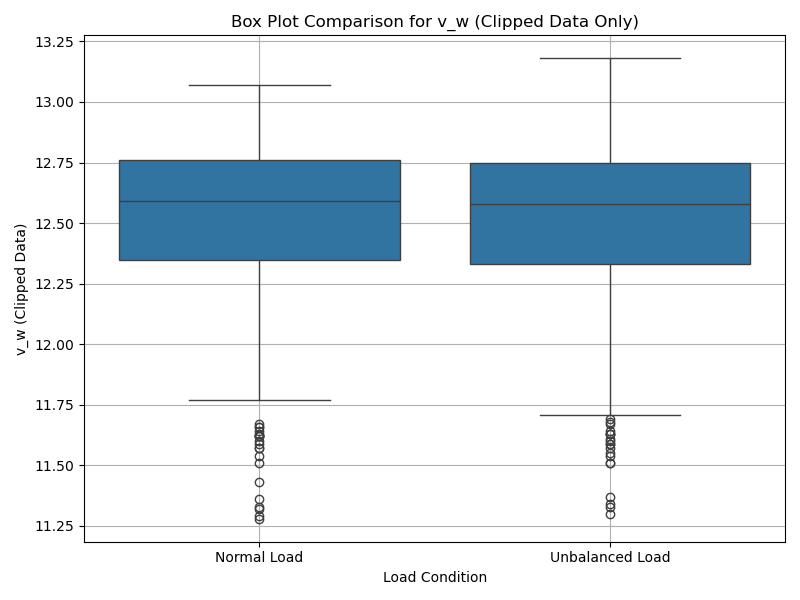 Box Plot Comparison for v_w (Clipped Data Only)
v_w (Clipped Data)
13.25
13.00
12.75
12.50
12.25
12.00
11.75
11.50
11.25
Normal Load
Unbalanced Load
Load Condition